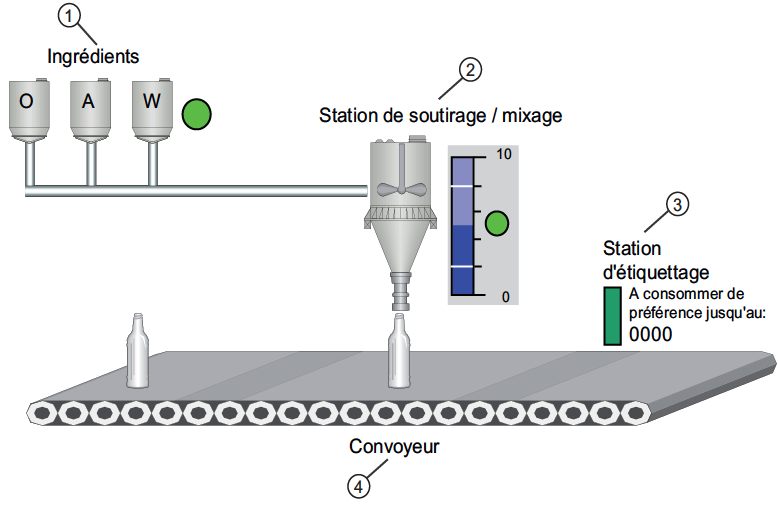 1
Ingrédients
O A W
2
Station de soutirage / mixage
10
0
3
Station
d'étiquettage
A consommer de
préférence jusqu'au:
0000
Convoyeur
4